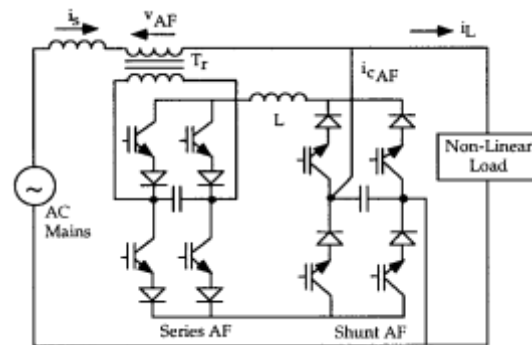 i_s
v_AF
i_L
T_r
i_cAF
L
Non-Linear
Load
~
AC
Mains
Series AF
Shunt AF